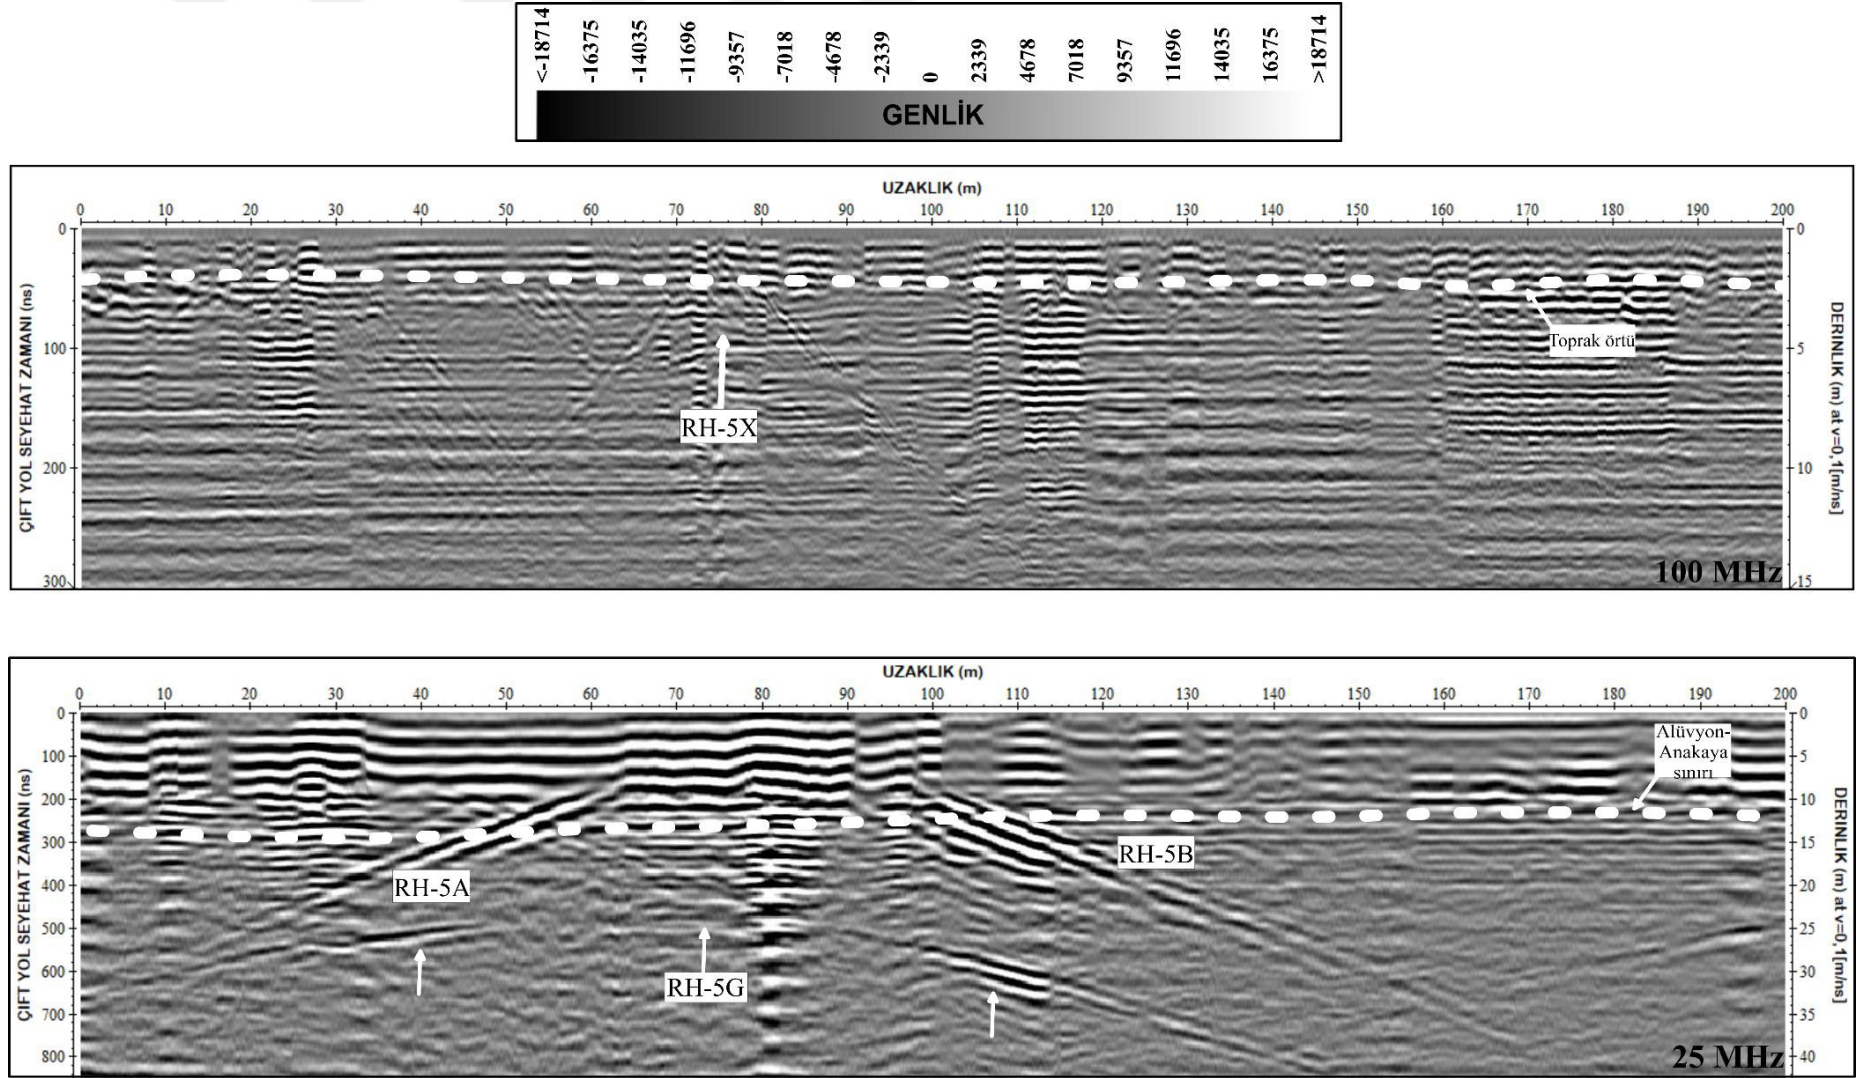 <-18714 -16375 -14035 -11696 -9357 -7018 -4678 -2339 0 2339 4678 7018 9357 11696 14035 16375 >18714
GENLİK
UZAKLIK (m)
0 10 20 30 40 50 60 70 80 90 100 110 120 130 140 150 160 170 180 190 200
ÇIFT YOL SEYEHAT ZAMANI (ns)
0
100
200
300
RH-5X
Toprak örtü
0
5
10
15
DERINLIK (m) at v=0,1[m/ns]
100 MHz
UZAKLIK (m)
0 10 20 30 40 50 60 70 80 90 100 110 120 130 140 150 160 170 180 190 200
ÇIFT YOL SEYEHAT ZAMANI (ns)
0
100
200
300
400
500
600
700
800
Alüvyon-
Anakaya
sınırı
RH-5B
RH-5A
RH-5G
0
5
10
15
20
25
30
35
40
DERINLIK (m) at v=0,1[m/ns]
25 MHz